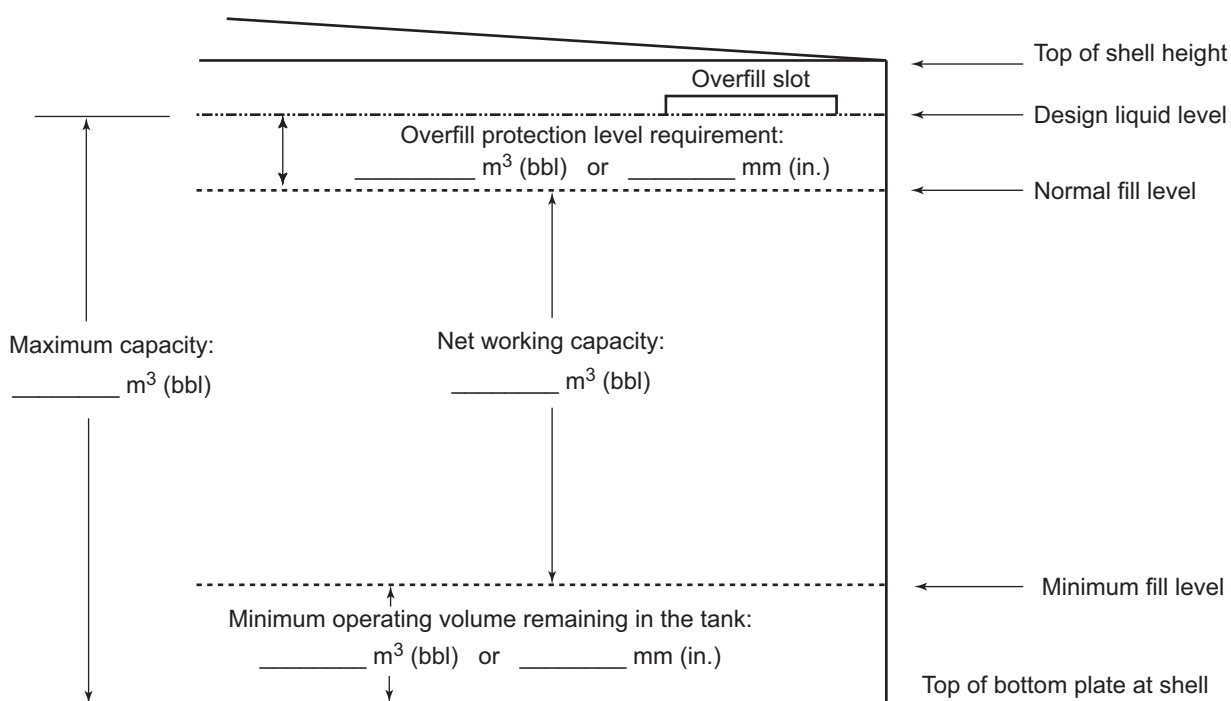 Top of shell height
Overfill slot
Design liquid level
Overfill protection level requirement:
_________ m³ (bbl) or ________ mm (in.)
Normal fill level
Maximum capacity:
________ m³ (bbl)
Net working capacity:
________ m³ (bbl)
Minimum fill level
Minimum operating volume remaining in the tank:
________ m³ (bbl) or ________ mm (in.)
Top of bottom plate at shell